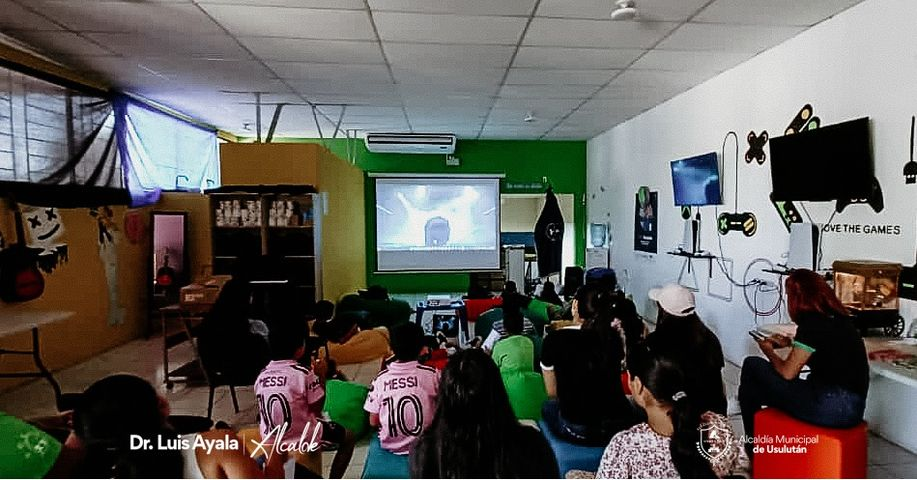 LOVE THE GAMES
MESSI
10
MESSI
10
Dr. Luis Ayala | Alcalde
Alcaldía Municipal
de Usulután